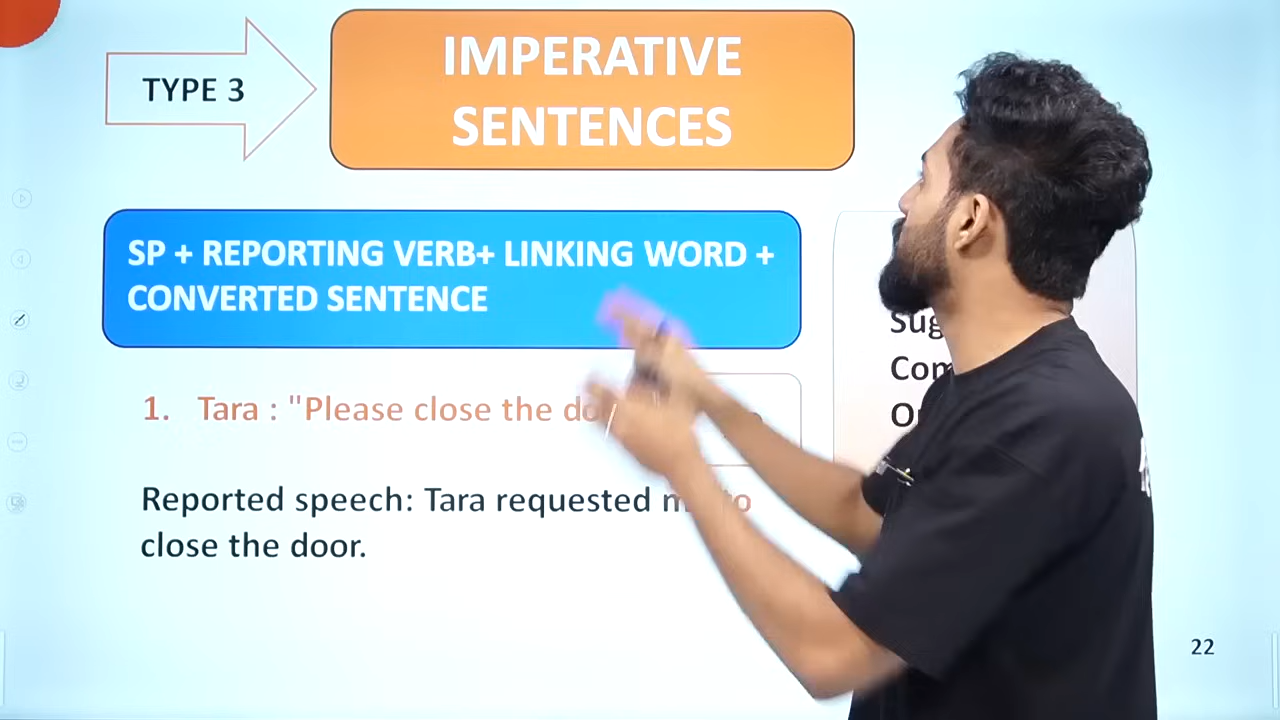 TYPE 3
IMPERATIVE
SENTENCES
SP + REPORTING VERB+ LINKING WORD +
CONVERTED SENTENCE
1. Tara : "Please close the
Reported speech: Tara requested to
close the door.
22